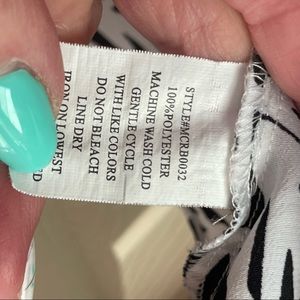 STYLE#MCRB0032
100%POLYESTER
MACHINE WASH COLD
GENTLE CYCLE
WITH LIKE COLORS
DO NOT BLEACH
LINE DRY
IRON ON LOWEST